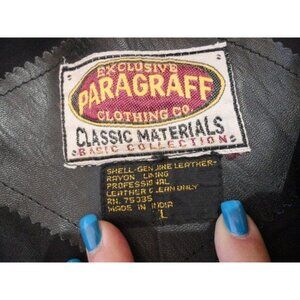 EXCLUSIVE
PARAGRAFF
CLOTHING CO.
CLASSIC MATERIALS
BASIC COLLECTION
SHELL-GENUINE LEATHER-
RAYON LINING
PROFESSIONAL
LEATHER CLEAN ONLY
RN. 75335
MADE IN INDIA
L